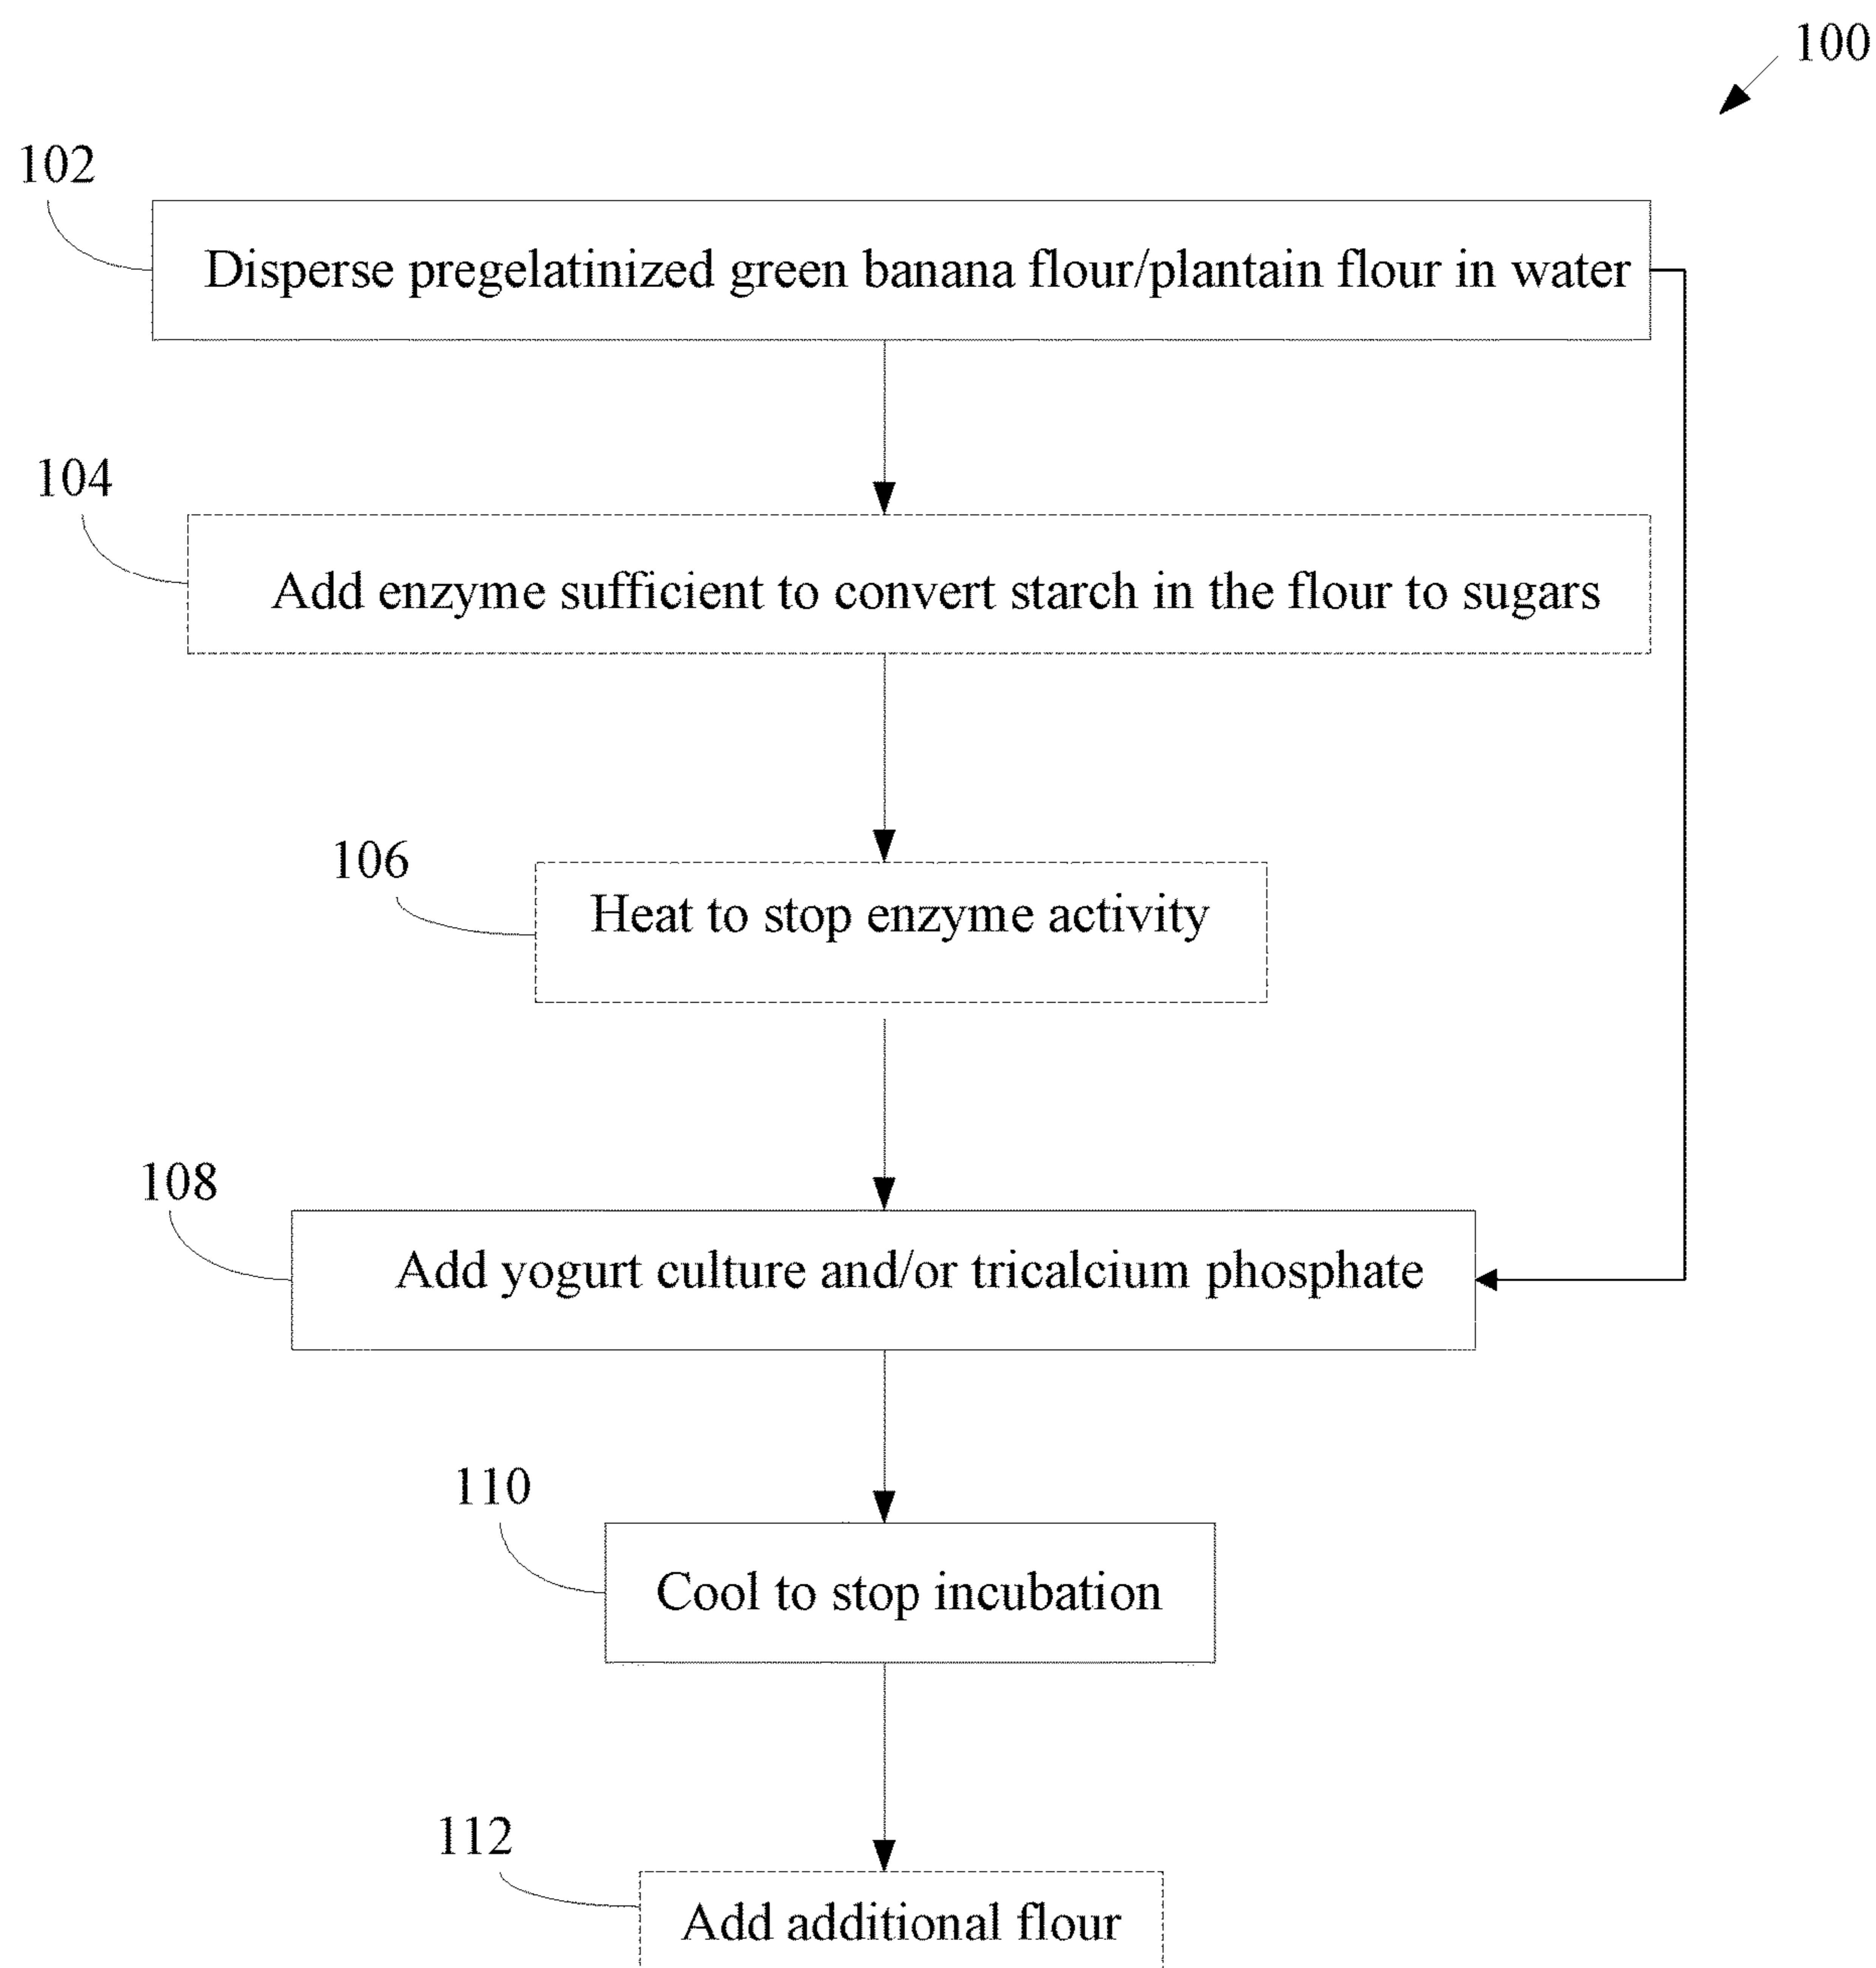 100
102
Disperse pregelatinized green banana flour/plantain flour in water
104
Add enzyme sufficient to convert starch in the flour to sugars
106
Heat to stop enzyme activity
108
Add yogurt culture and/or tricalcium phosphate
110
Cool to stop incubation
112
Add additional flour